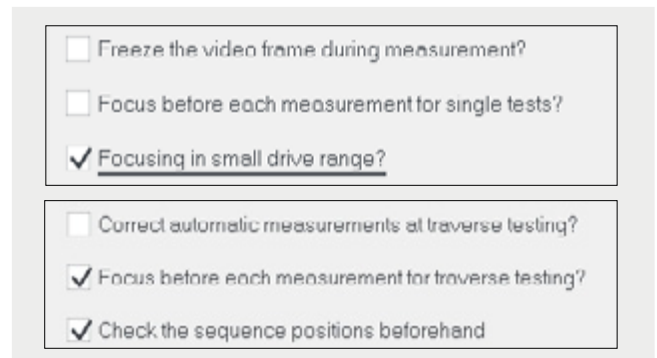 Freeze the video frame during measurement?
Focus before each measurement for single tests?
Focusing in small drive range?
Correct automatic measurements at traverse testing?
Focus before each measurement for traverse testing?
Check the sequence positions beforehand